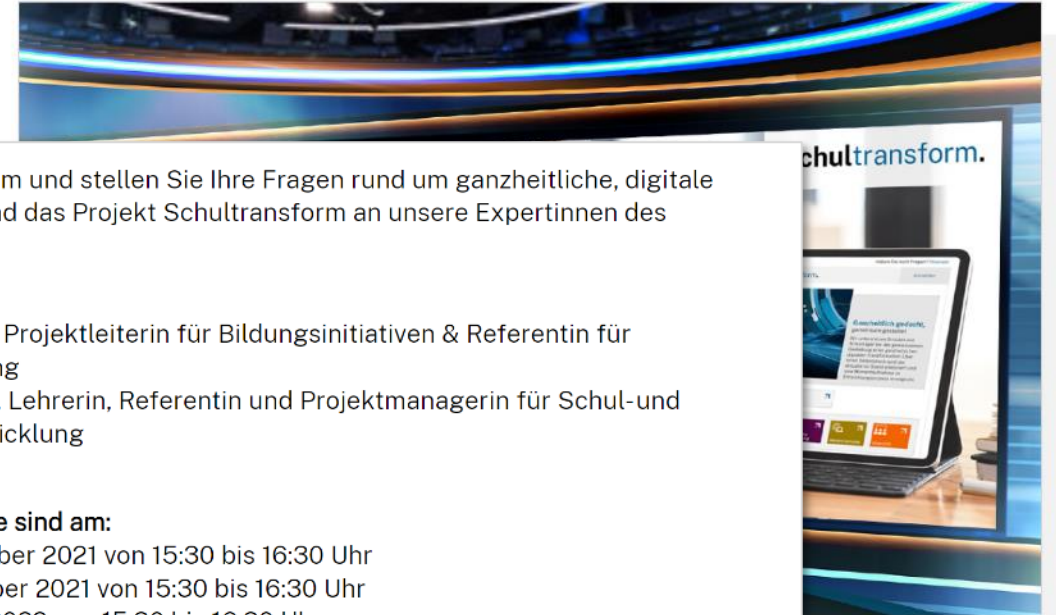 chultransform.
m und stellen Sie Ihre Fragen rund um ganzheitliche, digitale
d das Projekt Schultransform an unsere Expertinnen des
Projektleiterin für Bildungsinitiativen & Referentin für
ng
Lehrerin, Referentin und Projektmanagerin für Schul-und
icklung
e sind am:
ber 2021 von 15:30 bis 16:30 Uhr
ber 2021 von 15:30 bis 16:30 Uhr
Ganzheitlich gedacht,